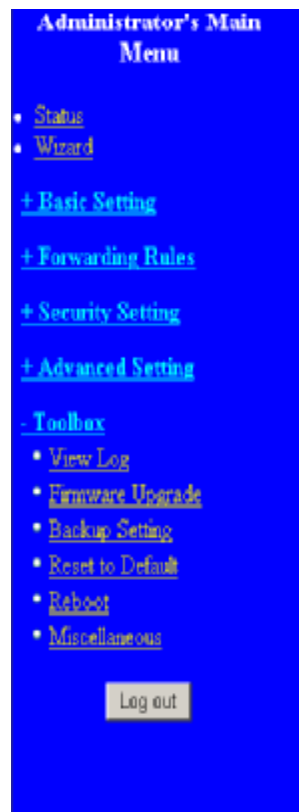 Administrator's Main
Menu
Status
Wizard
+ Basic Setting
+ Forwarding Rules
+ Security Setting
+ Advanced Setting
- Toolbox
View Log
Firmware Upgrade
Backup Setting
Reset to Default
Reboot
Miscellaneous
Log out